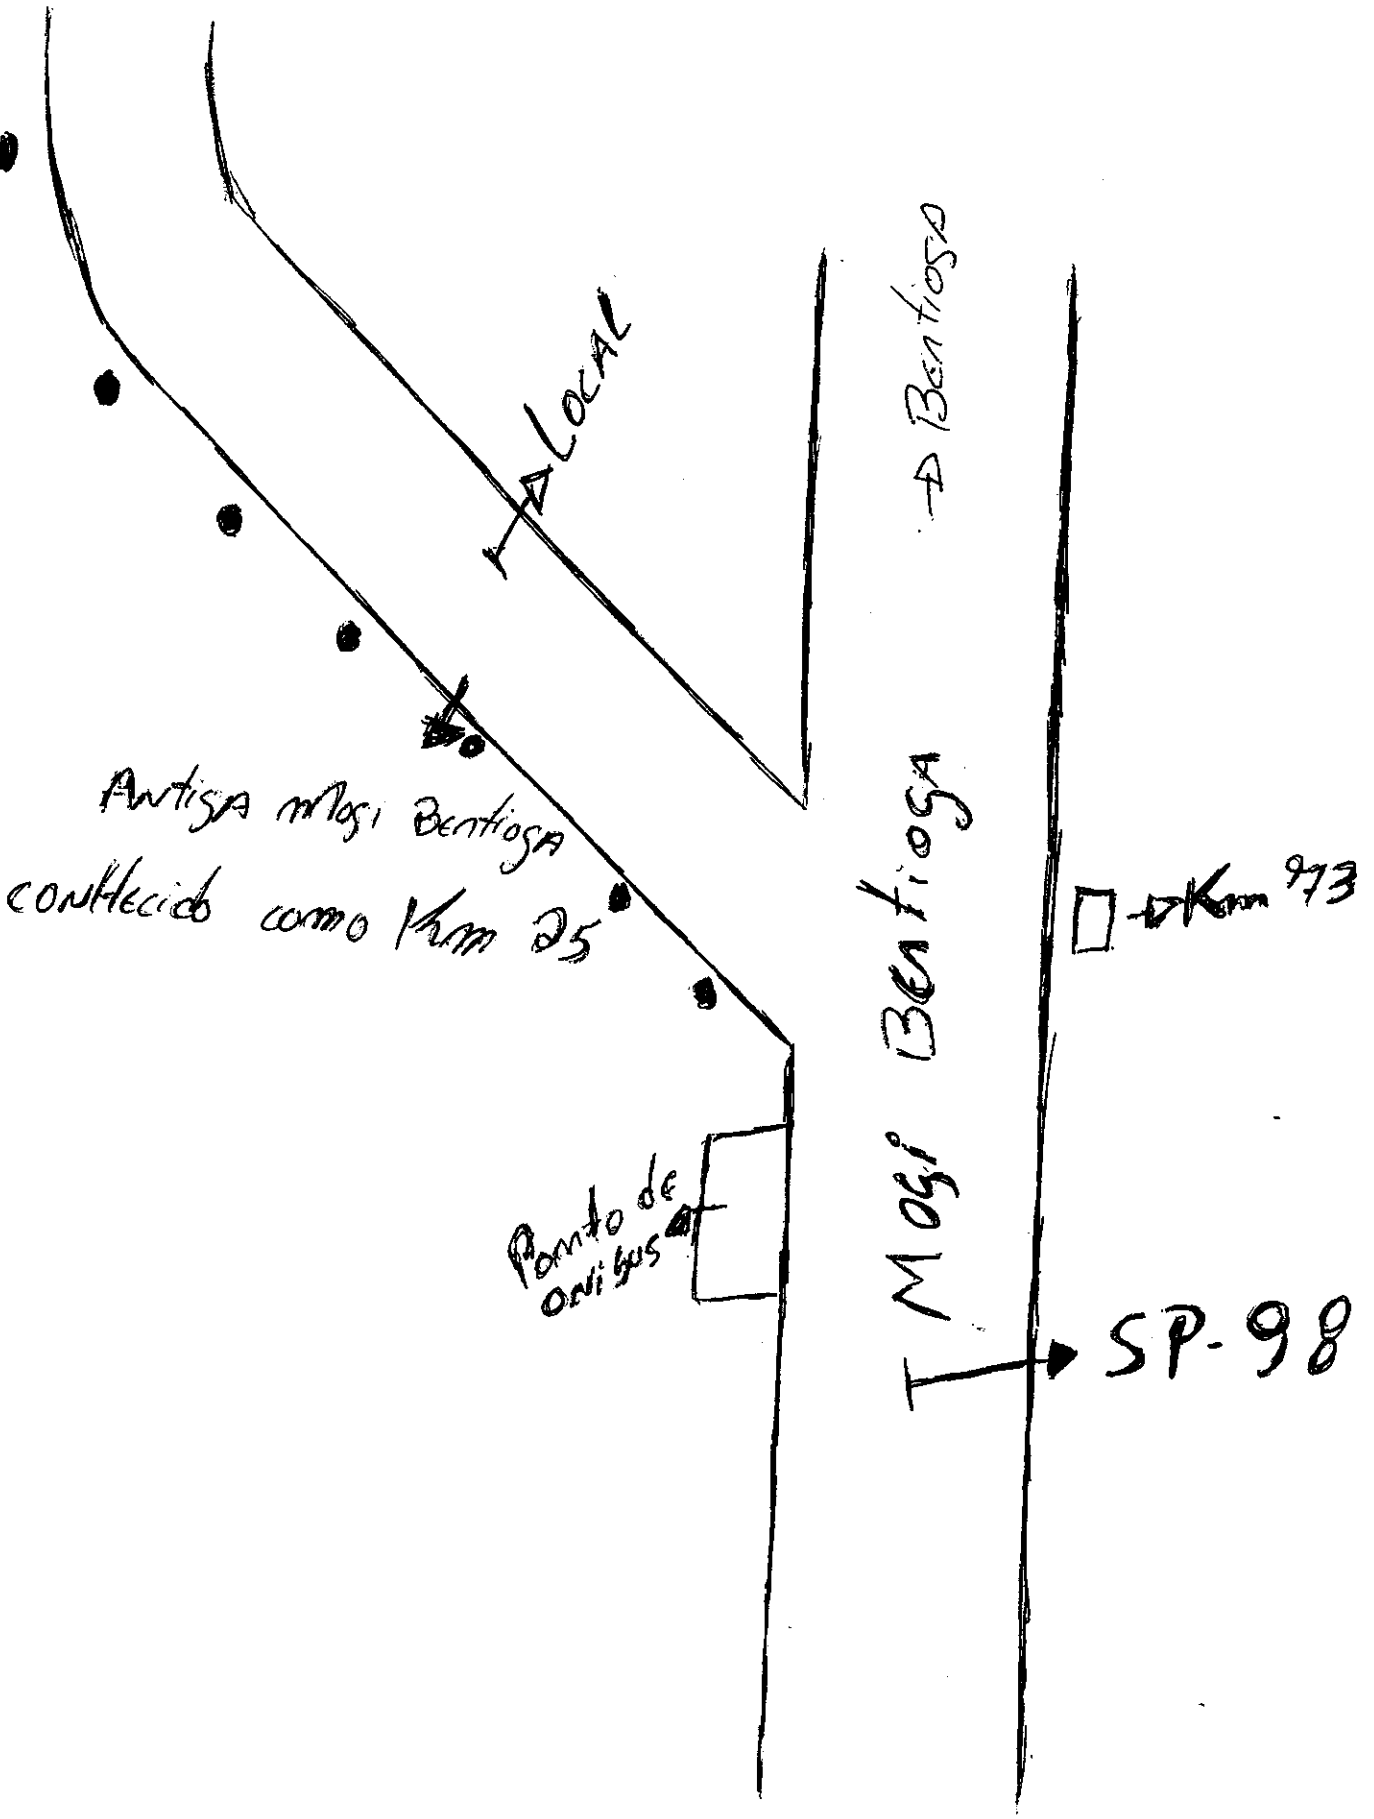 → Bertioga
LOCAL
Mogi Bertioga
Antiga Mogi Bertioga
conhecido como Km 25
→ Km 973
Ponto de
onibus
SP-98